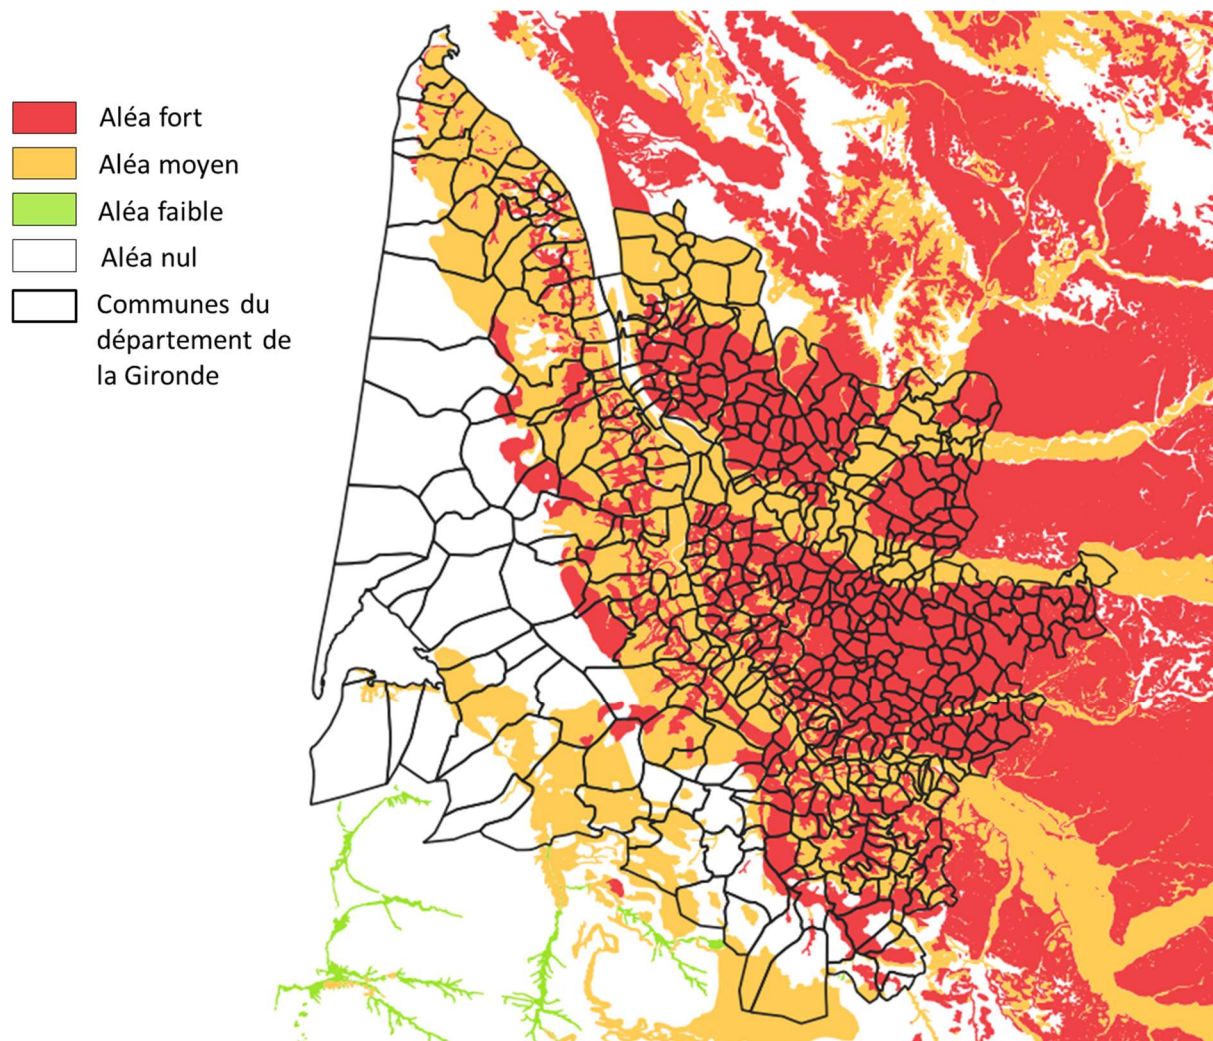 Aléa fort
Aléa moyen
Aléa faible
Aléa nul
Communes du
département de
la Gironde